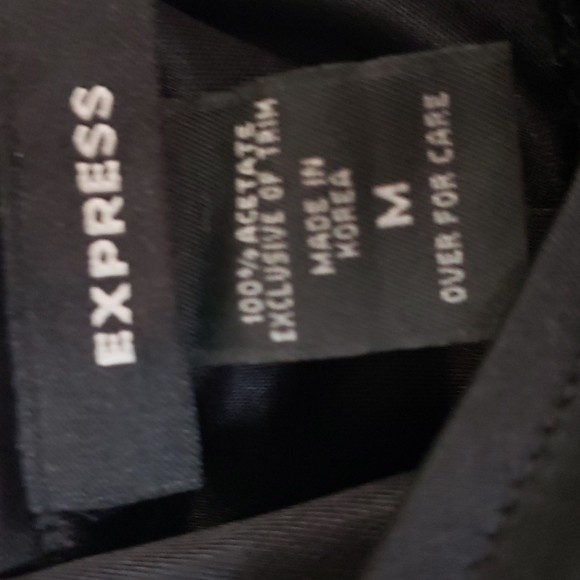 EXPRESS
100% ACETATE
EXCLUSIVE OF TRIM
MADE IN
KOREA
M
OVER FOR CARE